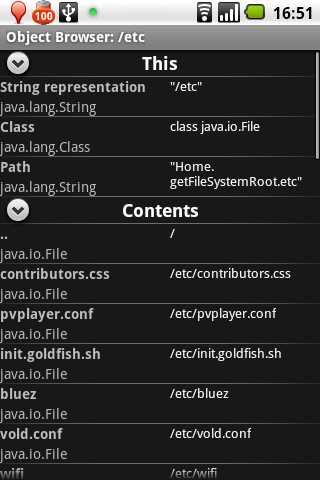 100
16:51
Object Browser: /etc
This
String representation "/etc"
java.lang.String
Class class java.io.File
java.lang.Class
Path "Home.
java.lang.String getFileSystemRoot.etc"
Contents
.. /
java.io.File
contributors.css /etc/contributors.css
java.io.File
pvplayer.conf /etc/pvplayer.conf
java.io.File
init.goldfish.sh /etc/init.goldfish.sh
java.io.File
bluez /etc/bluez
java.io.File
vold.conf /etc/vold.conf
java.io.File
wifi /etc/wifi